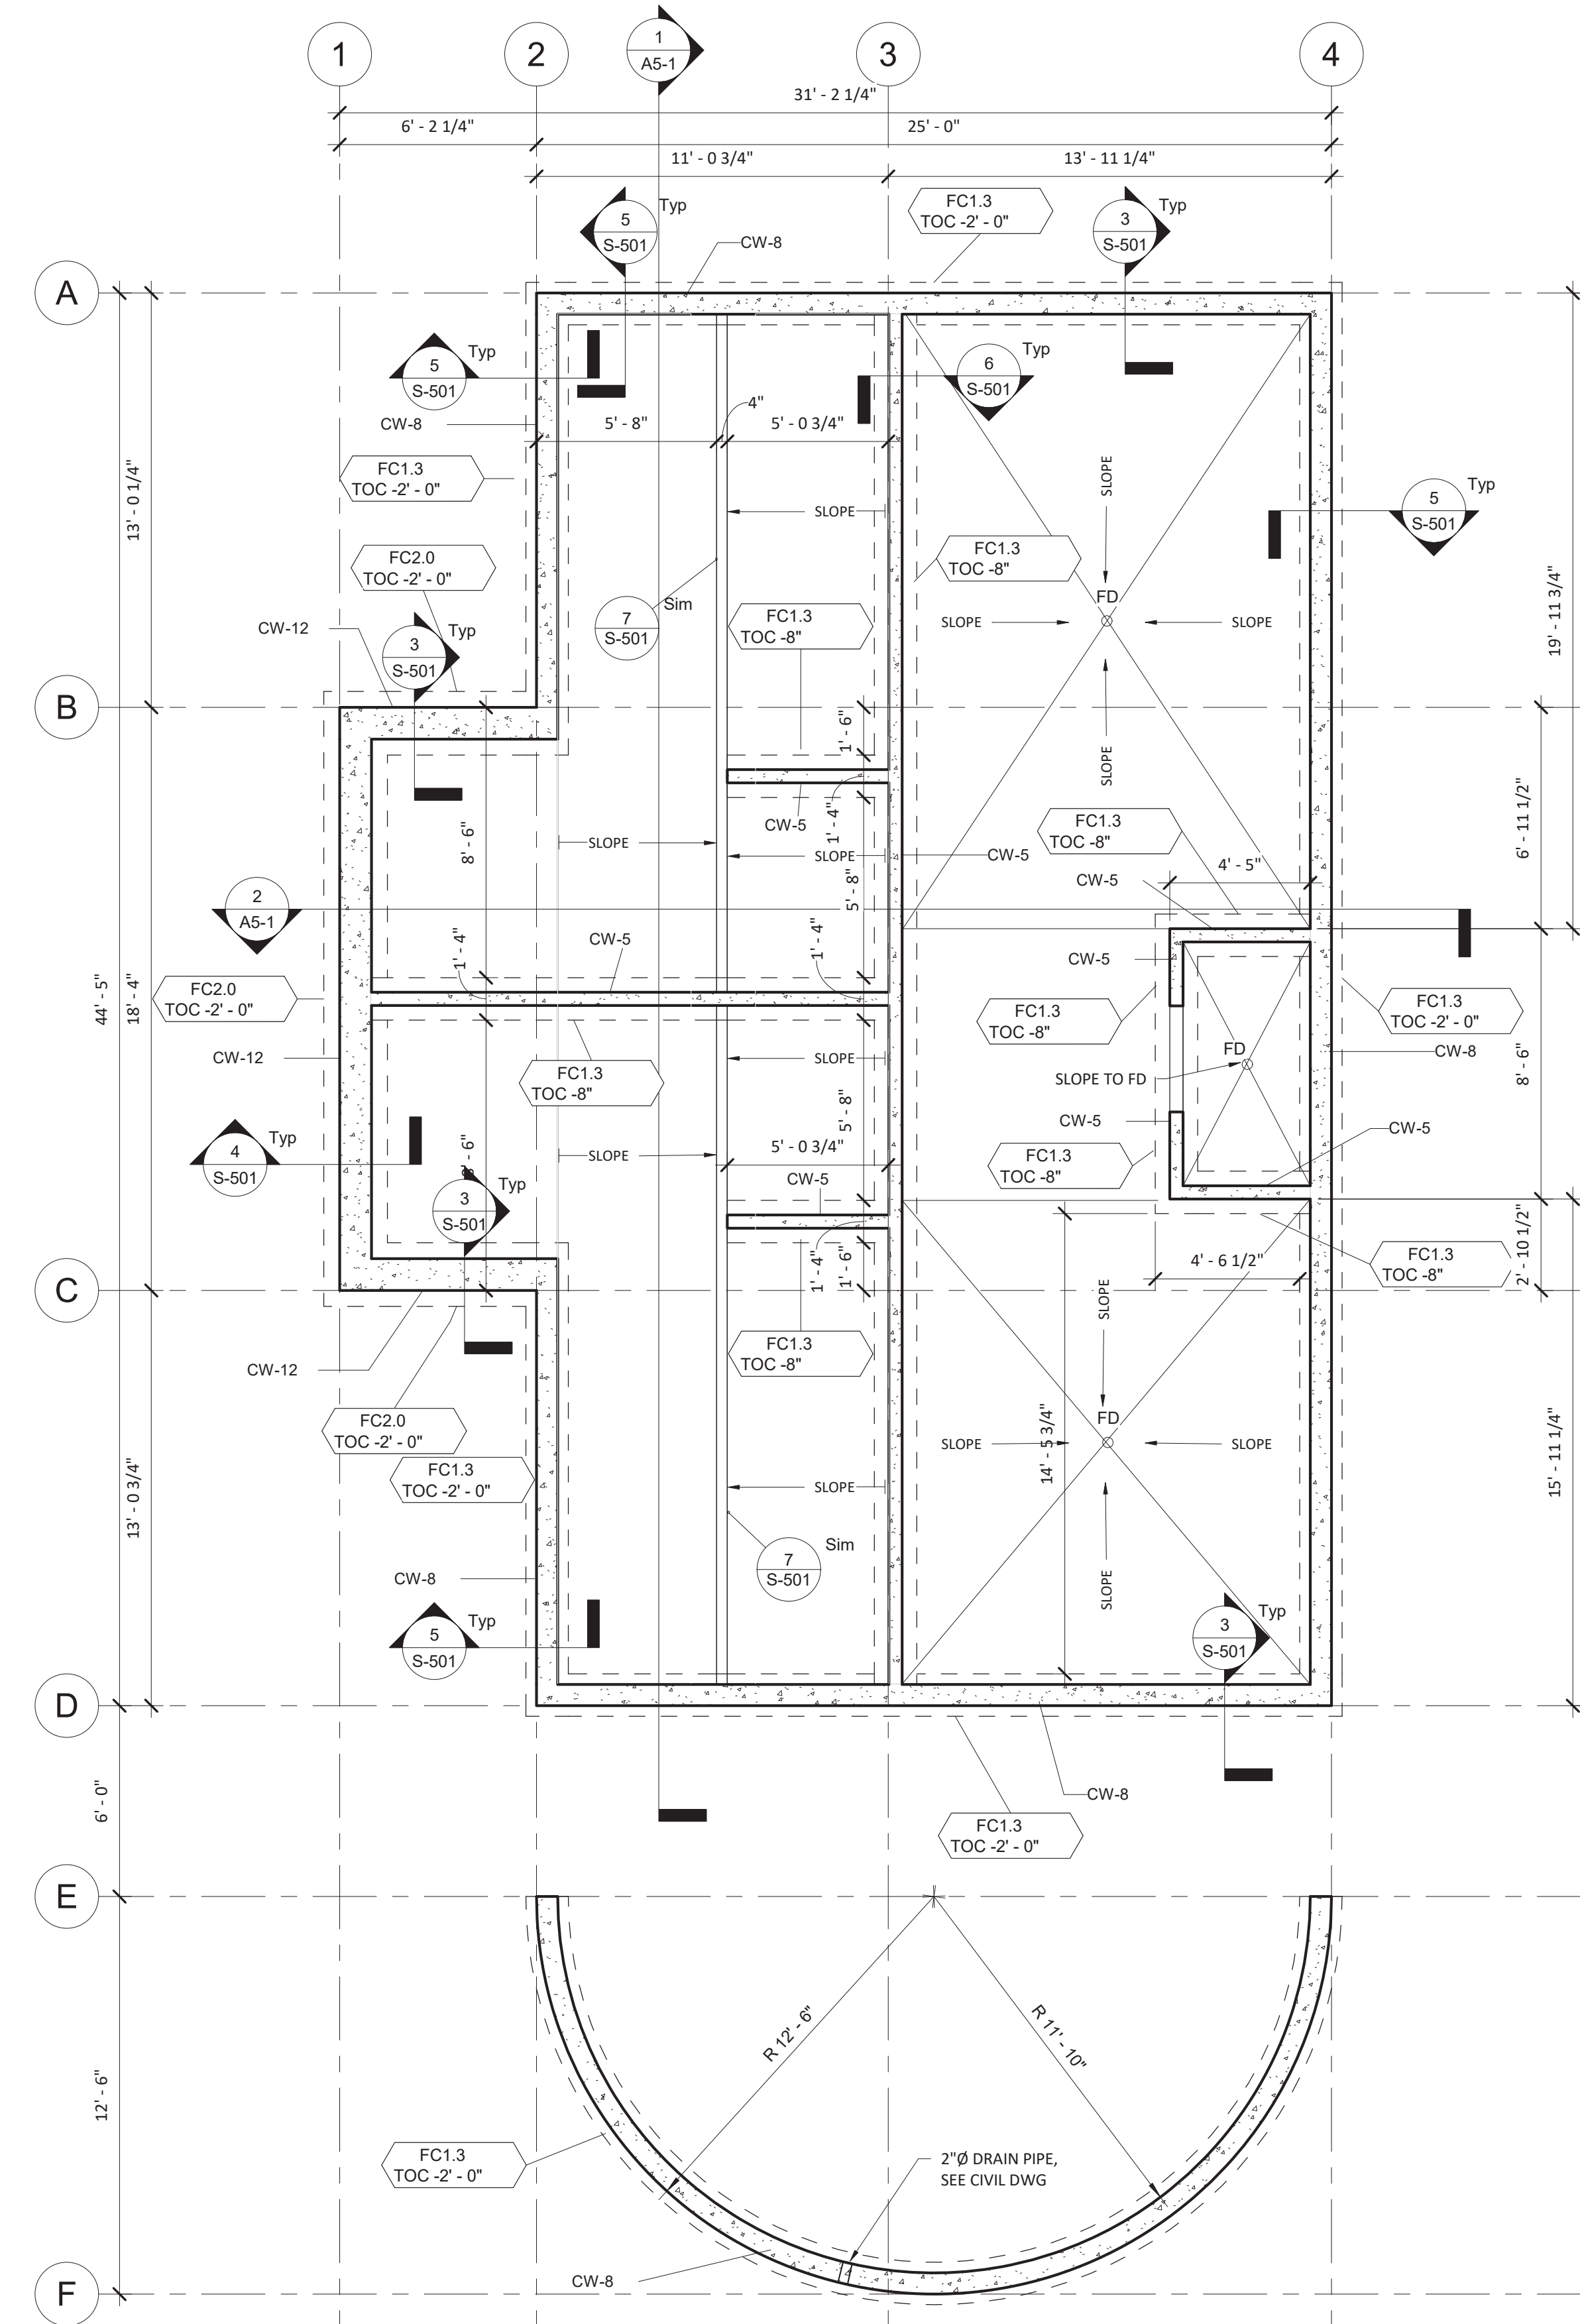 1
2
1
A5-1
3
4
31' - 2 1/4"
6' - 2 1/4"
25' - 0"
11' - 0 3/4"
13' - 11 1/4"
5
S-501
Typ
FC1.3
TOC -2' - 0"
3
S-501
Typ
CW-8
A
5
S-501
Typ
6
S-501
Typ
CW-8
5' - 8"
4"
5' - 0 3/4"
FC1.3
TOC -2' - 0"
SLOPE
SLOPE
5
S-501
Typ
13' - 0 1/4"
FC2.0
TOC -2' - 0"
FC1.3
TOC -8"
19' - 11 3/4"
CW-12
3
S-501
Typ
7
S-501
Sim
FC1.3
TOC -8"
FD
SLOPE
SLOPE
B
1' - 6"
SLOPE
8' - 6"
1' - 4"
CW-5
SLOPE
SLOPE
CW-5
FC1.3
TOC -8"
6' - 11 1/2"
4' - 5"
CW-5
5' - 8"
2
A5-1
1' - 4"
CW-5
1' - 4"
CW-5
44' - 5"
18' - 4"
FC2.0
TOC -2' - 0"
FC1.3
TOC -8"
FC1.3
TOC -2' - 0"
CW-12
SLOPE
FD
CW-8
8' - 6"
FC1.3
TOC -8"
SLOPE TO FD
5' - 8"
CW-5
CW-5
4
S-501
Typ
8' - 6"
SLOPE
5' - 0 3/4"
FC1.3
TOC -8"
3
S-501
Typ
CW-5
2' - 10 1/2"
C
1' - 4"
1' - 6"
4' - 6 1/2"
FC1.3
TOC -8"
SLOPE
CW-12
FC1.3
TOC -8"
FC2.0
TOC -2' - 0"
FD
SLOPE
SLOPE
14' - 5 3/4"
15' - 11 1/4"
13' - 0 3/4"
FC1.3
TOC -2' - 0"
SLOPE
7
S-501
Sim
CW-8
SLOPE
5
S-501
Typ
3
S-501
Typ
D
6' - 0"
CW-8
FC1.3
TOC -2' - 0"
E
R 12' - 6"
R 11' - 10"
12' - 6"
FC1.3
TOC -2' - 0"
2"Ø DRAIN PIPE,
SEE CIVIL DWG
CW-8
F